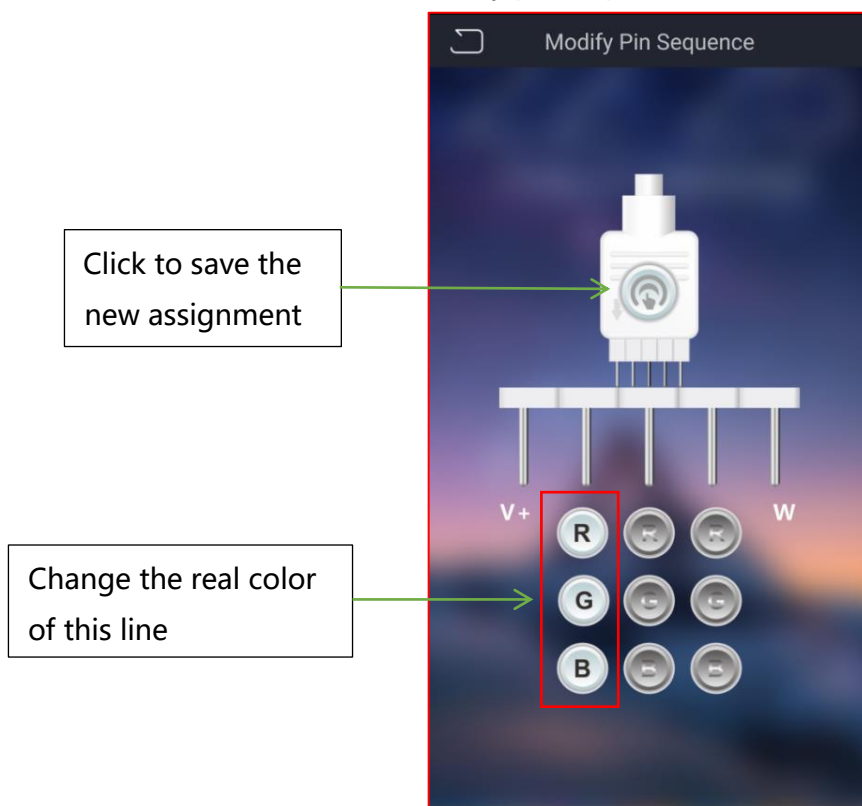 Modify Pin Sequence
Click to save the
new assignment
V+ W
R R R
Change the real color
of this line
G G G
B B B